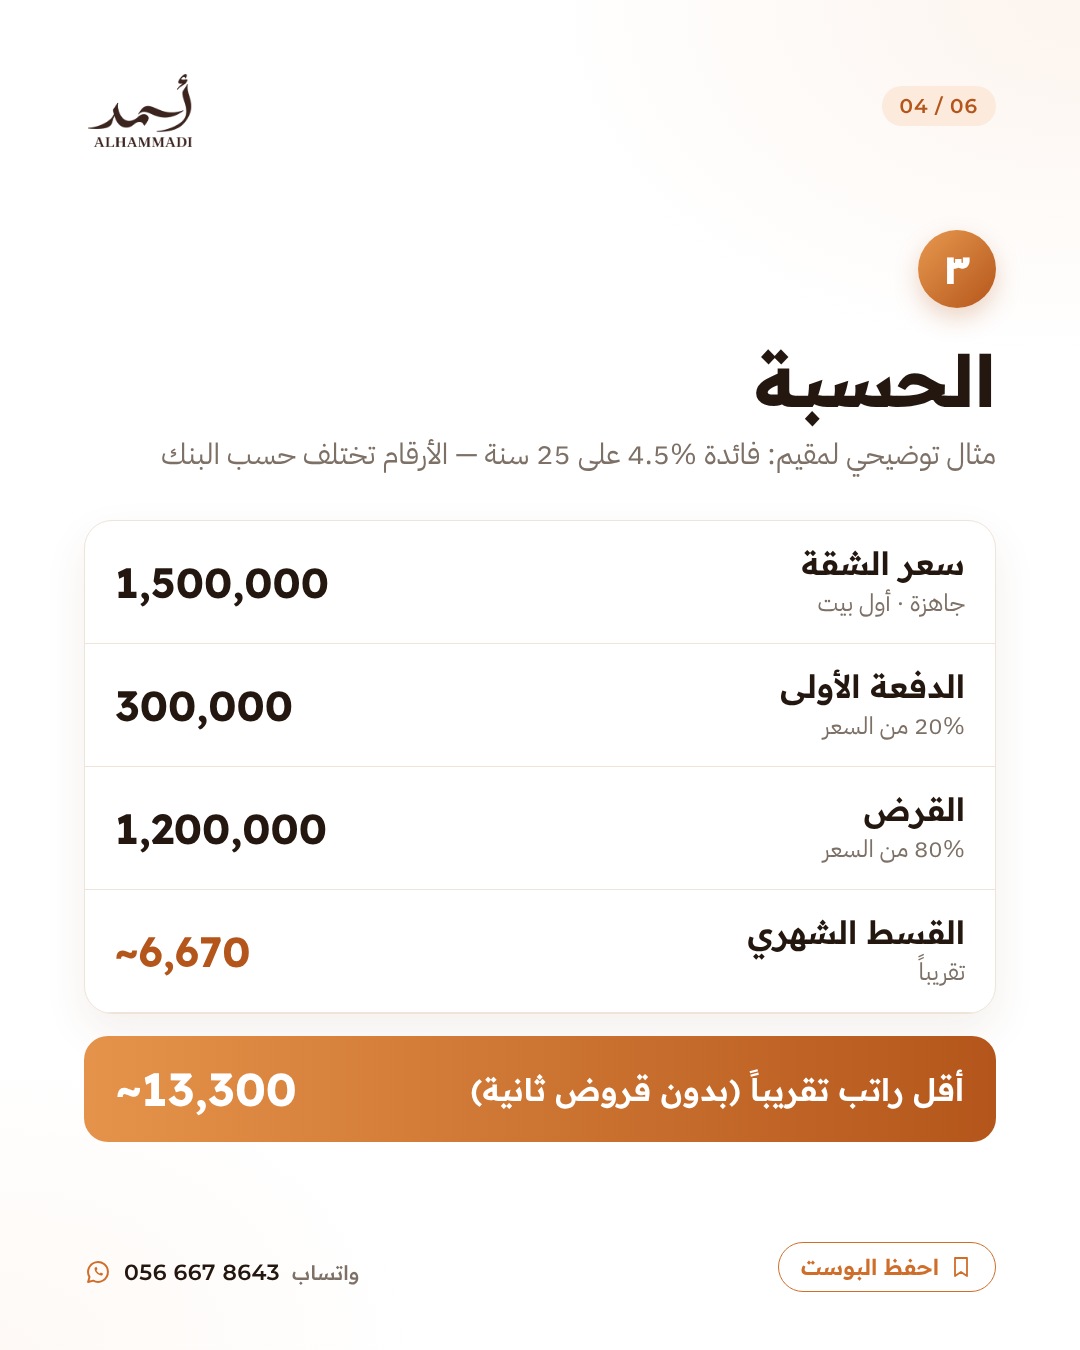 أحمد
ALHAMMADI
04 / 06
٣
الحسبة
مثال توضيحي لمقيم: فائدة 4.5% على 25 سنة — الأرقام تختلف حسب البنك
سعر الشقة
جاهزة · أول بيت
1,500,000
الدفعة الأولى
20% من السعر
300,000
القرض
80% من السعر
1,200,000
القسط الشهري
تقريباً
~6,670
أقل راتب تقريباً (بدون قروض ثانية)
~13,300
احفظ البوست
واتساب 056 667 8643